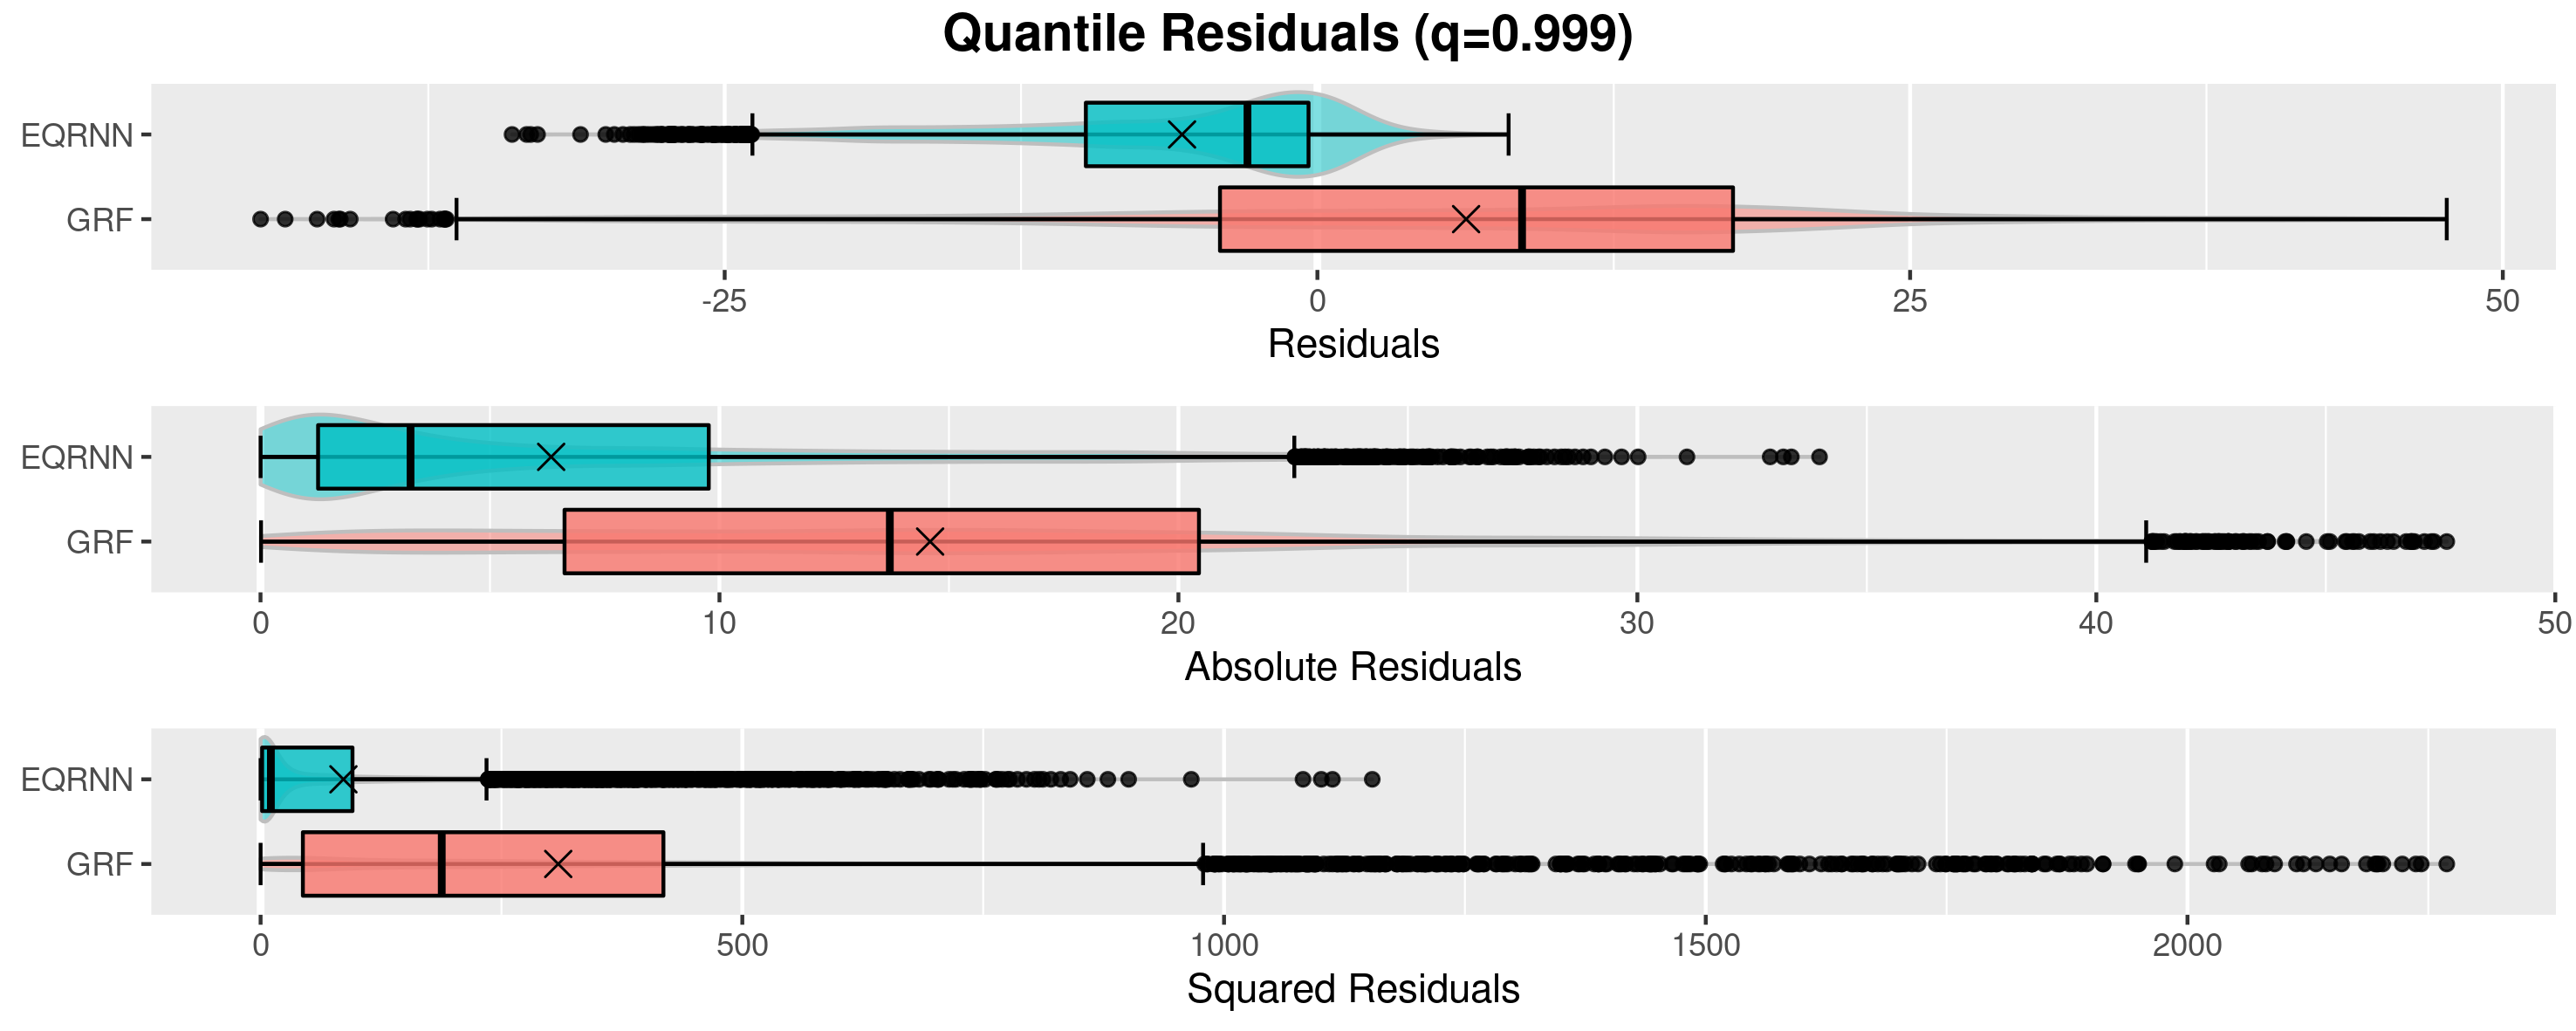 Quantile Residuals (q=0.999)
EQRNN
GRF
-25 0 25 50
Residuals
EQRNN
GRF
0 10 20 30 40 50
Absolute Residuals
EQRNN
GRF
0 500 1000 1500 2000
Squared Residuals